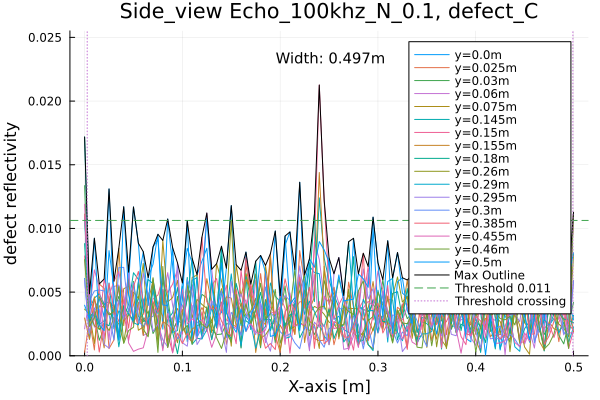 Side_view Echo_100khz_N_0.1, defect_C
0.025
0.020
0.015
0.010
0.005
0.000
defect reflectivity
Width: 0.497m
y=0.0m
y=0.025m
y=0.03m
y=0.06m
y=0.075m
y=0.145m
y=0.15m
y=0.155m
y=0.18m
y=0.26m
y=0.29m
y=0.295m
y=0.3m
y=0.385m
y=0.455m
y=0.46m
y=0.5m
Max Outline
Threshold 0.011
Threshold crossing
0.0 0.1 0.2 0.3 0.4 0.5
X-axis [m]